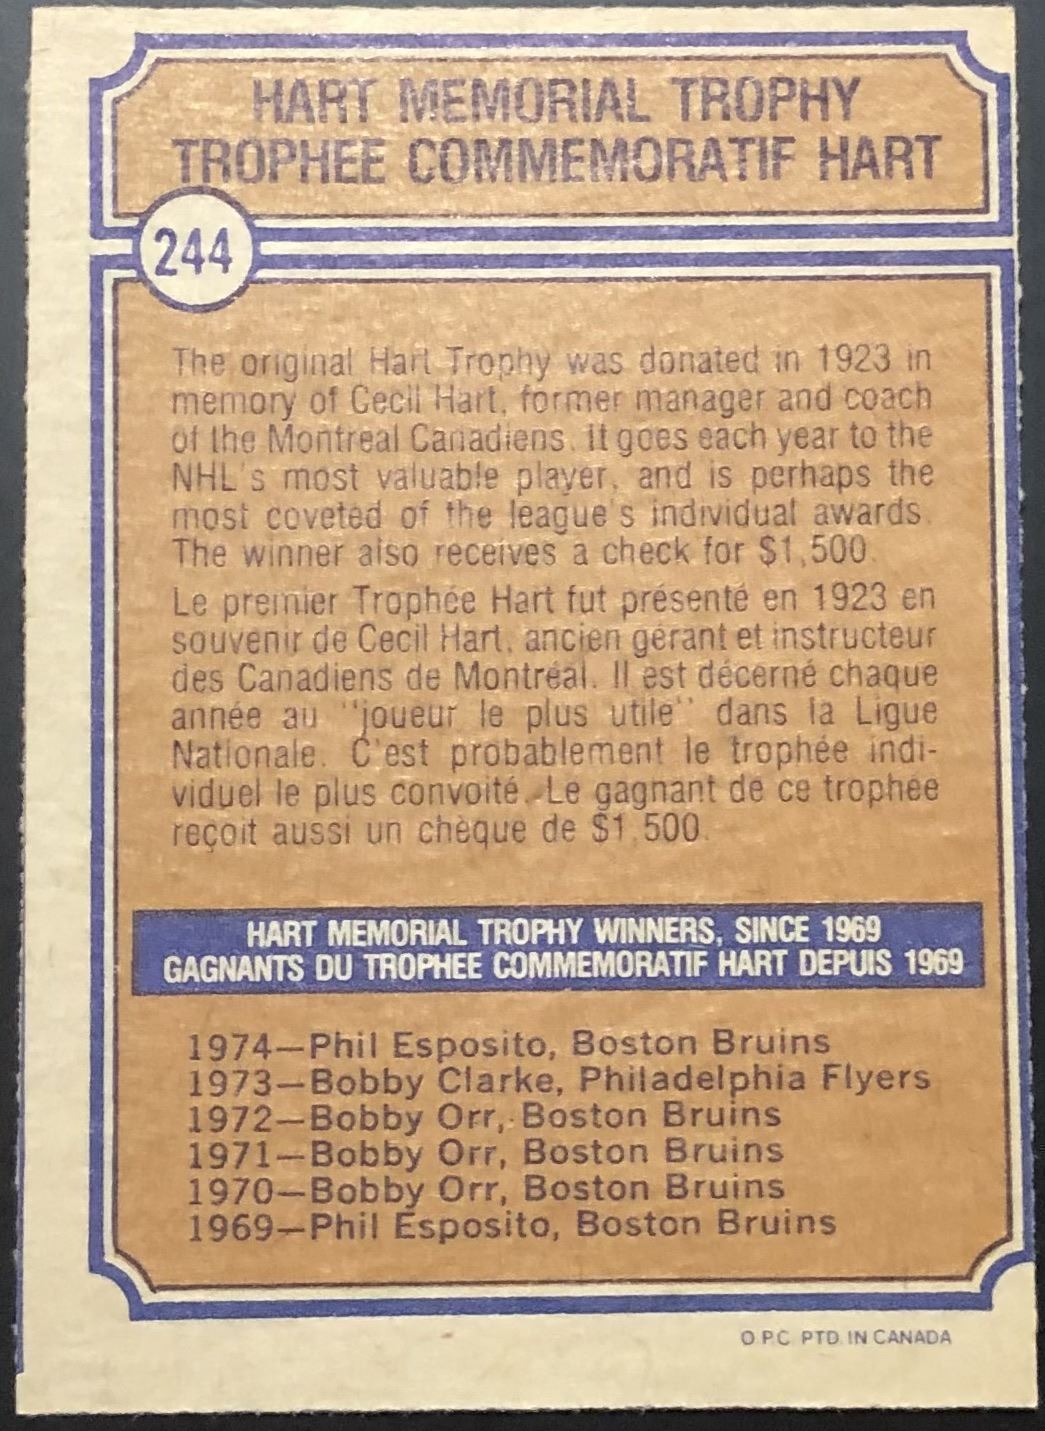 HART MEMORIAL TROPHY
TROPHEE COMMEMORATIF HART
244
The original Hart Trophy was donated in 1923 in
memory of Cecil Hart, former manager and coach
of the Montreal Canadiens. It goes each year to the
NHL's most valuable player, and is perhaps the
most coveted of the league's individual awards.
The winner also receives a check for $1,500.
Le premier Trophée Hart fut présenté en 1923 en
souvenir de Cecil Hart, ancien gérant et instructeur
des Canadiens de Montréal. Il est décerné chaque
année au "joueur le plus utile" dans la Ligue
Nationale. C'est probablement le trophée indi-
viduel le plus convoité. Le gagnant de ce trophée
reçoit aussi un chèque de $1,500.
HART MEMORIAL TROPHY WINNERS, SINCE 1969
GAGNANTS DU TROPHEE COMMEMORATIF HART DEPUIS 1969
1974—Phil Esposito, Boston Bruins
1973—Bobby Clarke, Philadelphia Flyers
1972—Bobby Orr, Boston Bruins
1971—Bobby Orr, Boston Bruins
1970—Bobby Orr, Boston Bruins
1969—Phil Esposito, Boston Bruins
O.P.C. PTD. IN CANADA